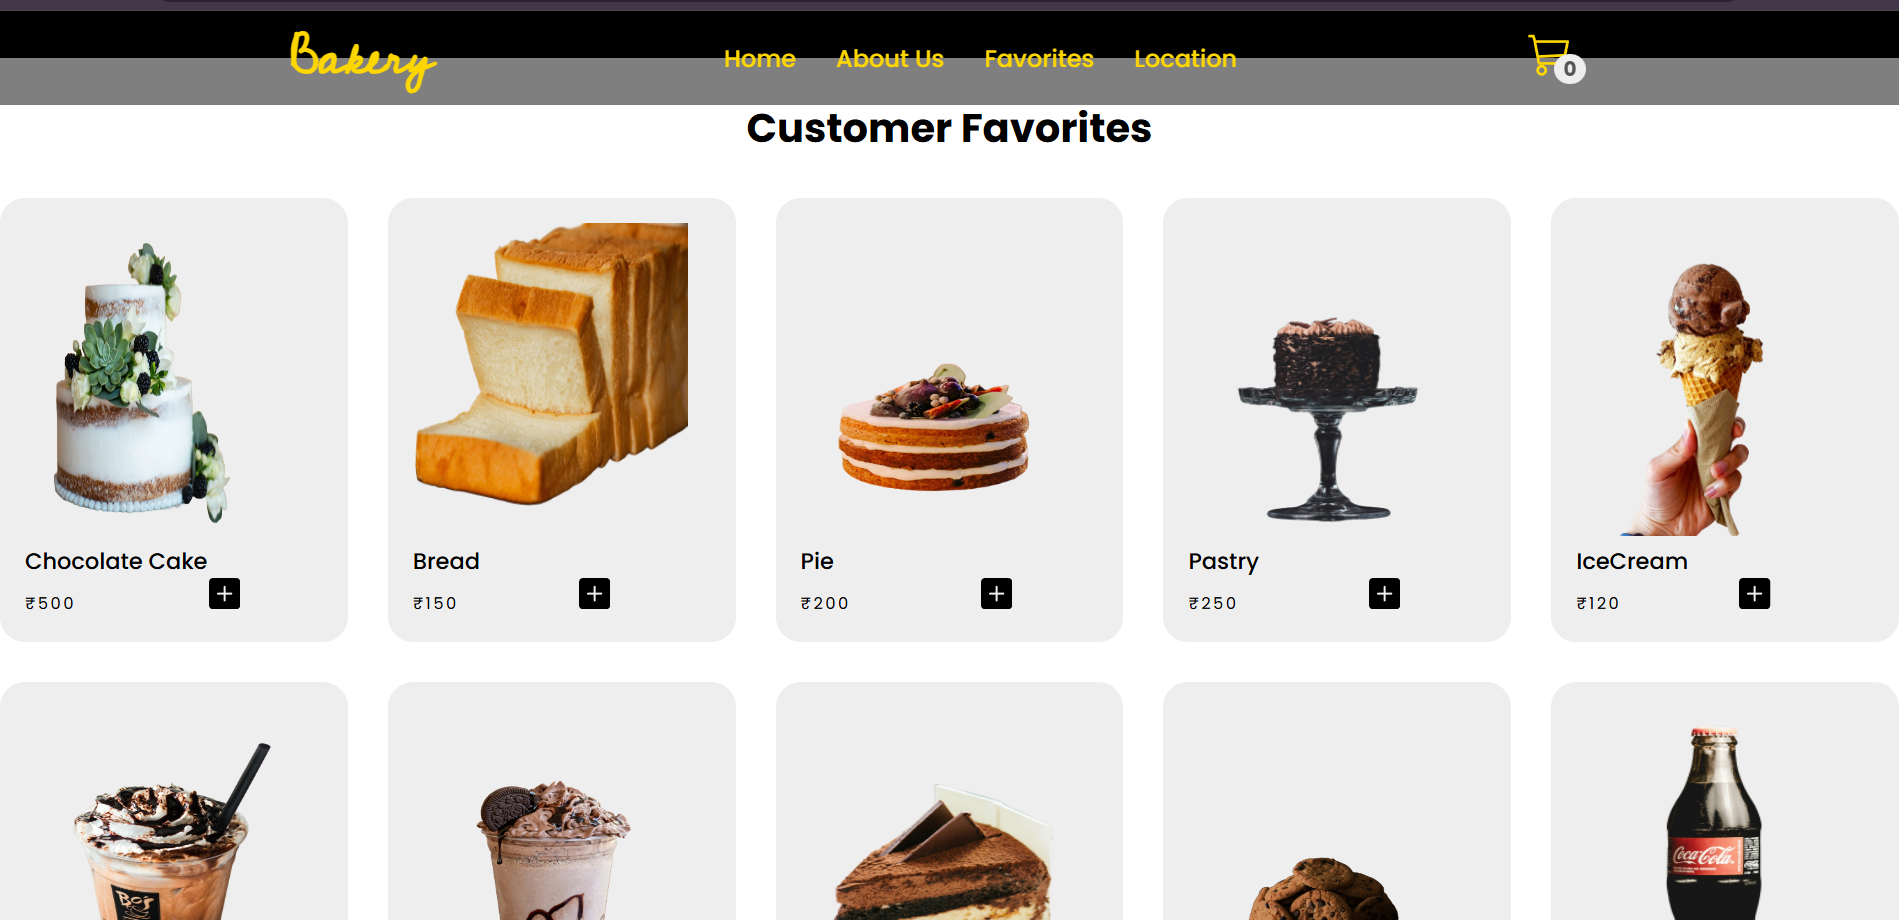 Bakery
Home About Us Favorites Location
0
Customer Favorites
Chocolate Cake
₹500
Bread
₹150
Pie
₹200
Pastry
₹250
IceCream
₹120
Bo's
Coca-Cola